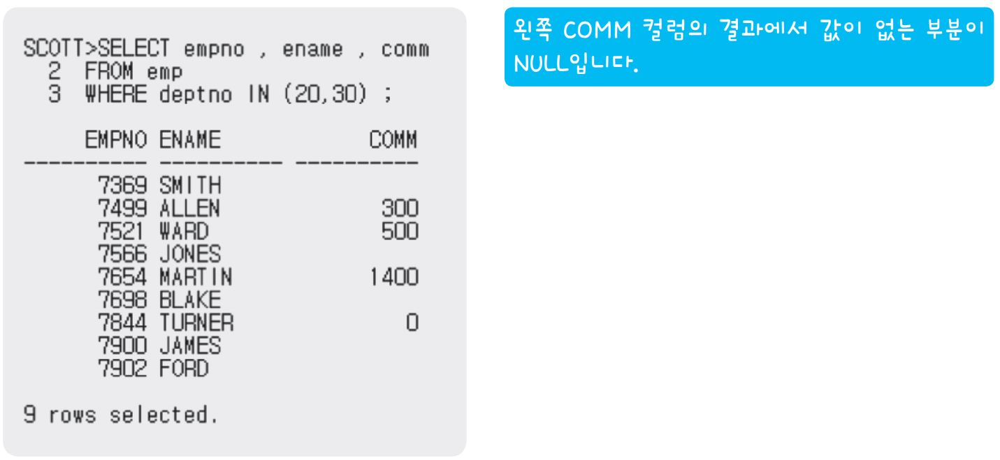 SCOTT>SELECT empno , ename , comm
2 FROM emp
3 WHERE deptno IN (20,30) ;
EMPNO ENAME COMM
---------- ---------- ----------
7369 SMITH
7499 ALLEN 300
7521 WARD 500
7566 JONES
7654 MARTIN 1400
7698 BLAKE
7844 TURNER 0
7900 JAMES
7902 FORD
9 rows selected.
왼쪽 COMM 컬럼의 결과에서 값이 없는 부분이
NULL입니다.